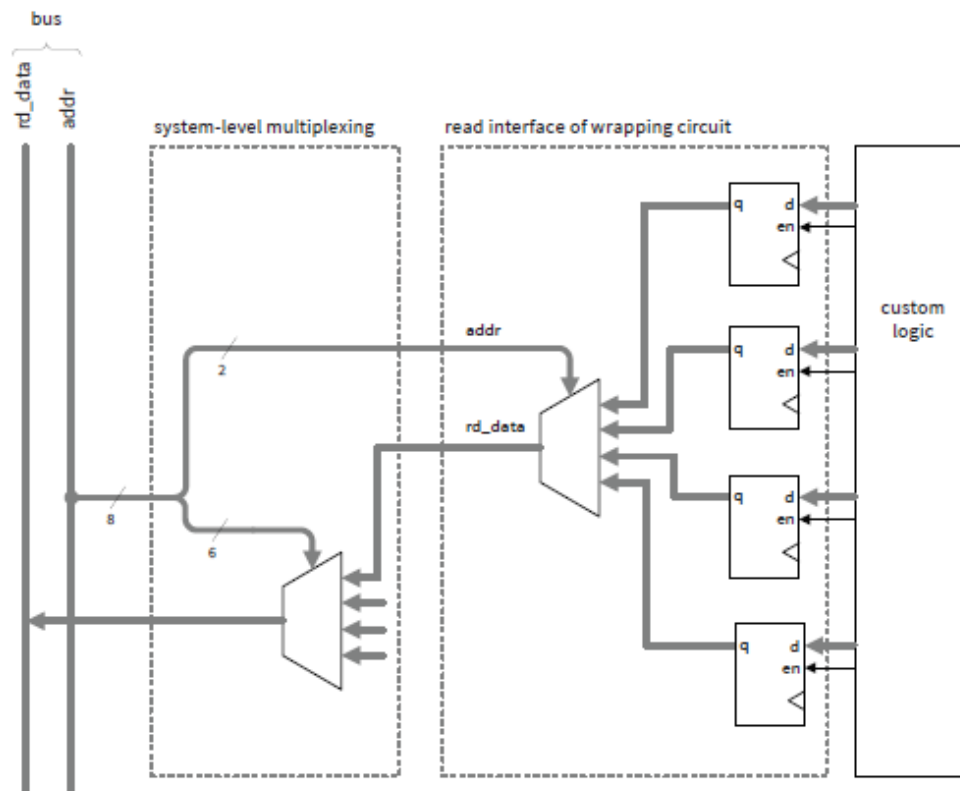 bus
rd_data
addr
system-level multiplexing
read interface of wrapping circuit
q d
en
custom
logic
addr
2
q d
en
rd_data
8
q d
en
6
q d
en